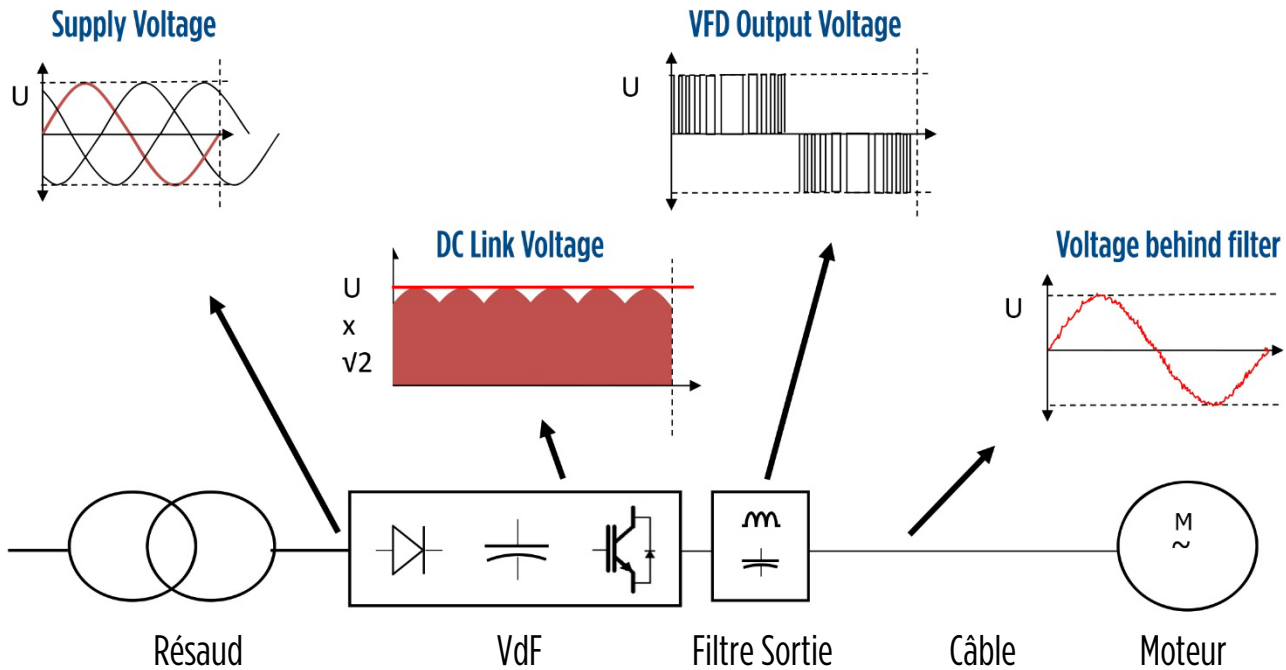 Supply Voltage
U
VFD Output Voltage
U
DC Link Voltage
U
x
√2
Voltage behind filter
U
M
~
Résaud
VdF
Filtre Sortie
Câble
Moteur